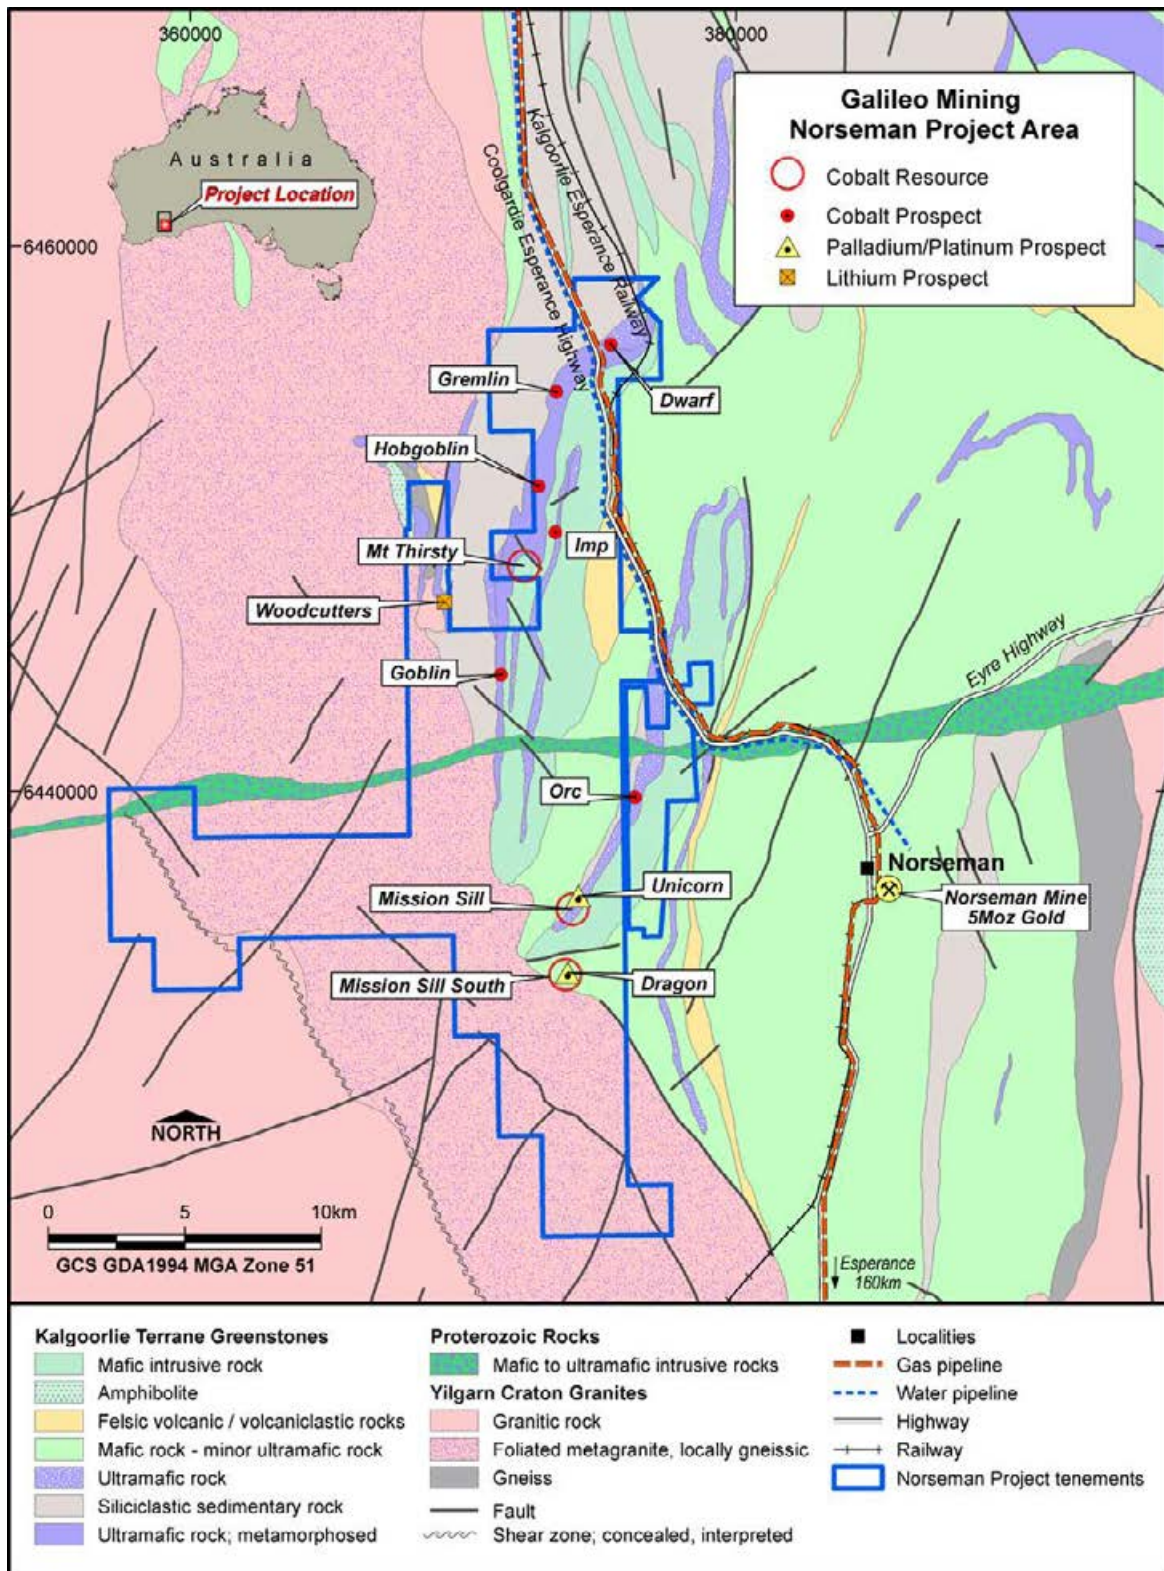 360000
380000
Galileo Mining
Norseman Project Area
Cobalt Resource
Cobalt Prospect
Palladium/Platinum Prospect
Lithium Prospect
Australia
Project Location
Kalgoorlie Esperance Railway
Coolgardie Esperance Highway
6460000
Gremlin
Dwarf
Hobgoblin
Mt Thirsty
Imp
Woodcutters
Goblin
Eyre Highway
6440000
Orc
Norseman
Unicorn
Mission Sill
Norseman Mine
5Moz Gold
Mission Sill South
Dragon
NORTH
0 5 10km
GCS GDA1994 MGA Zone 51
Esperance
160km
Kalgoorlie Terrane Greenstones
Mafic intrusive rock
Amphibolite
Felsic volcanic / volcaniclastic rocks
Mafic rock - minor ultramafic rock
Ultramafic rock
Siliciclastic sedimentary rock
Ultramafic rock; metamorphosed
Proterozoic Rocks
Mafic to ultramafic intrusive rocks
Yilgarn Craton Granites
Granitic rock
Foliated metagranite, locally gneissic
Gneiss
Fault
Shear zone; concealed, interpreted
Localities
Gas pipeline
Water pipeline
Highway
Railway
Norseman Project tenements